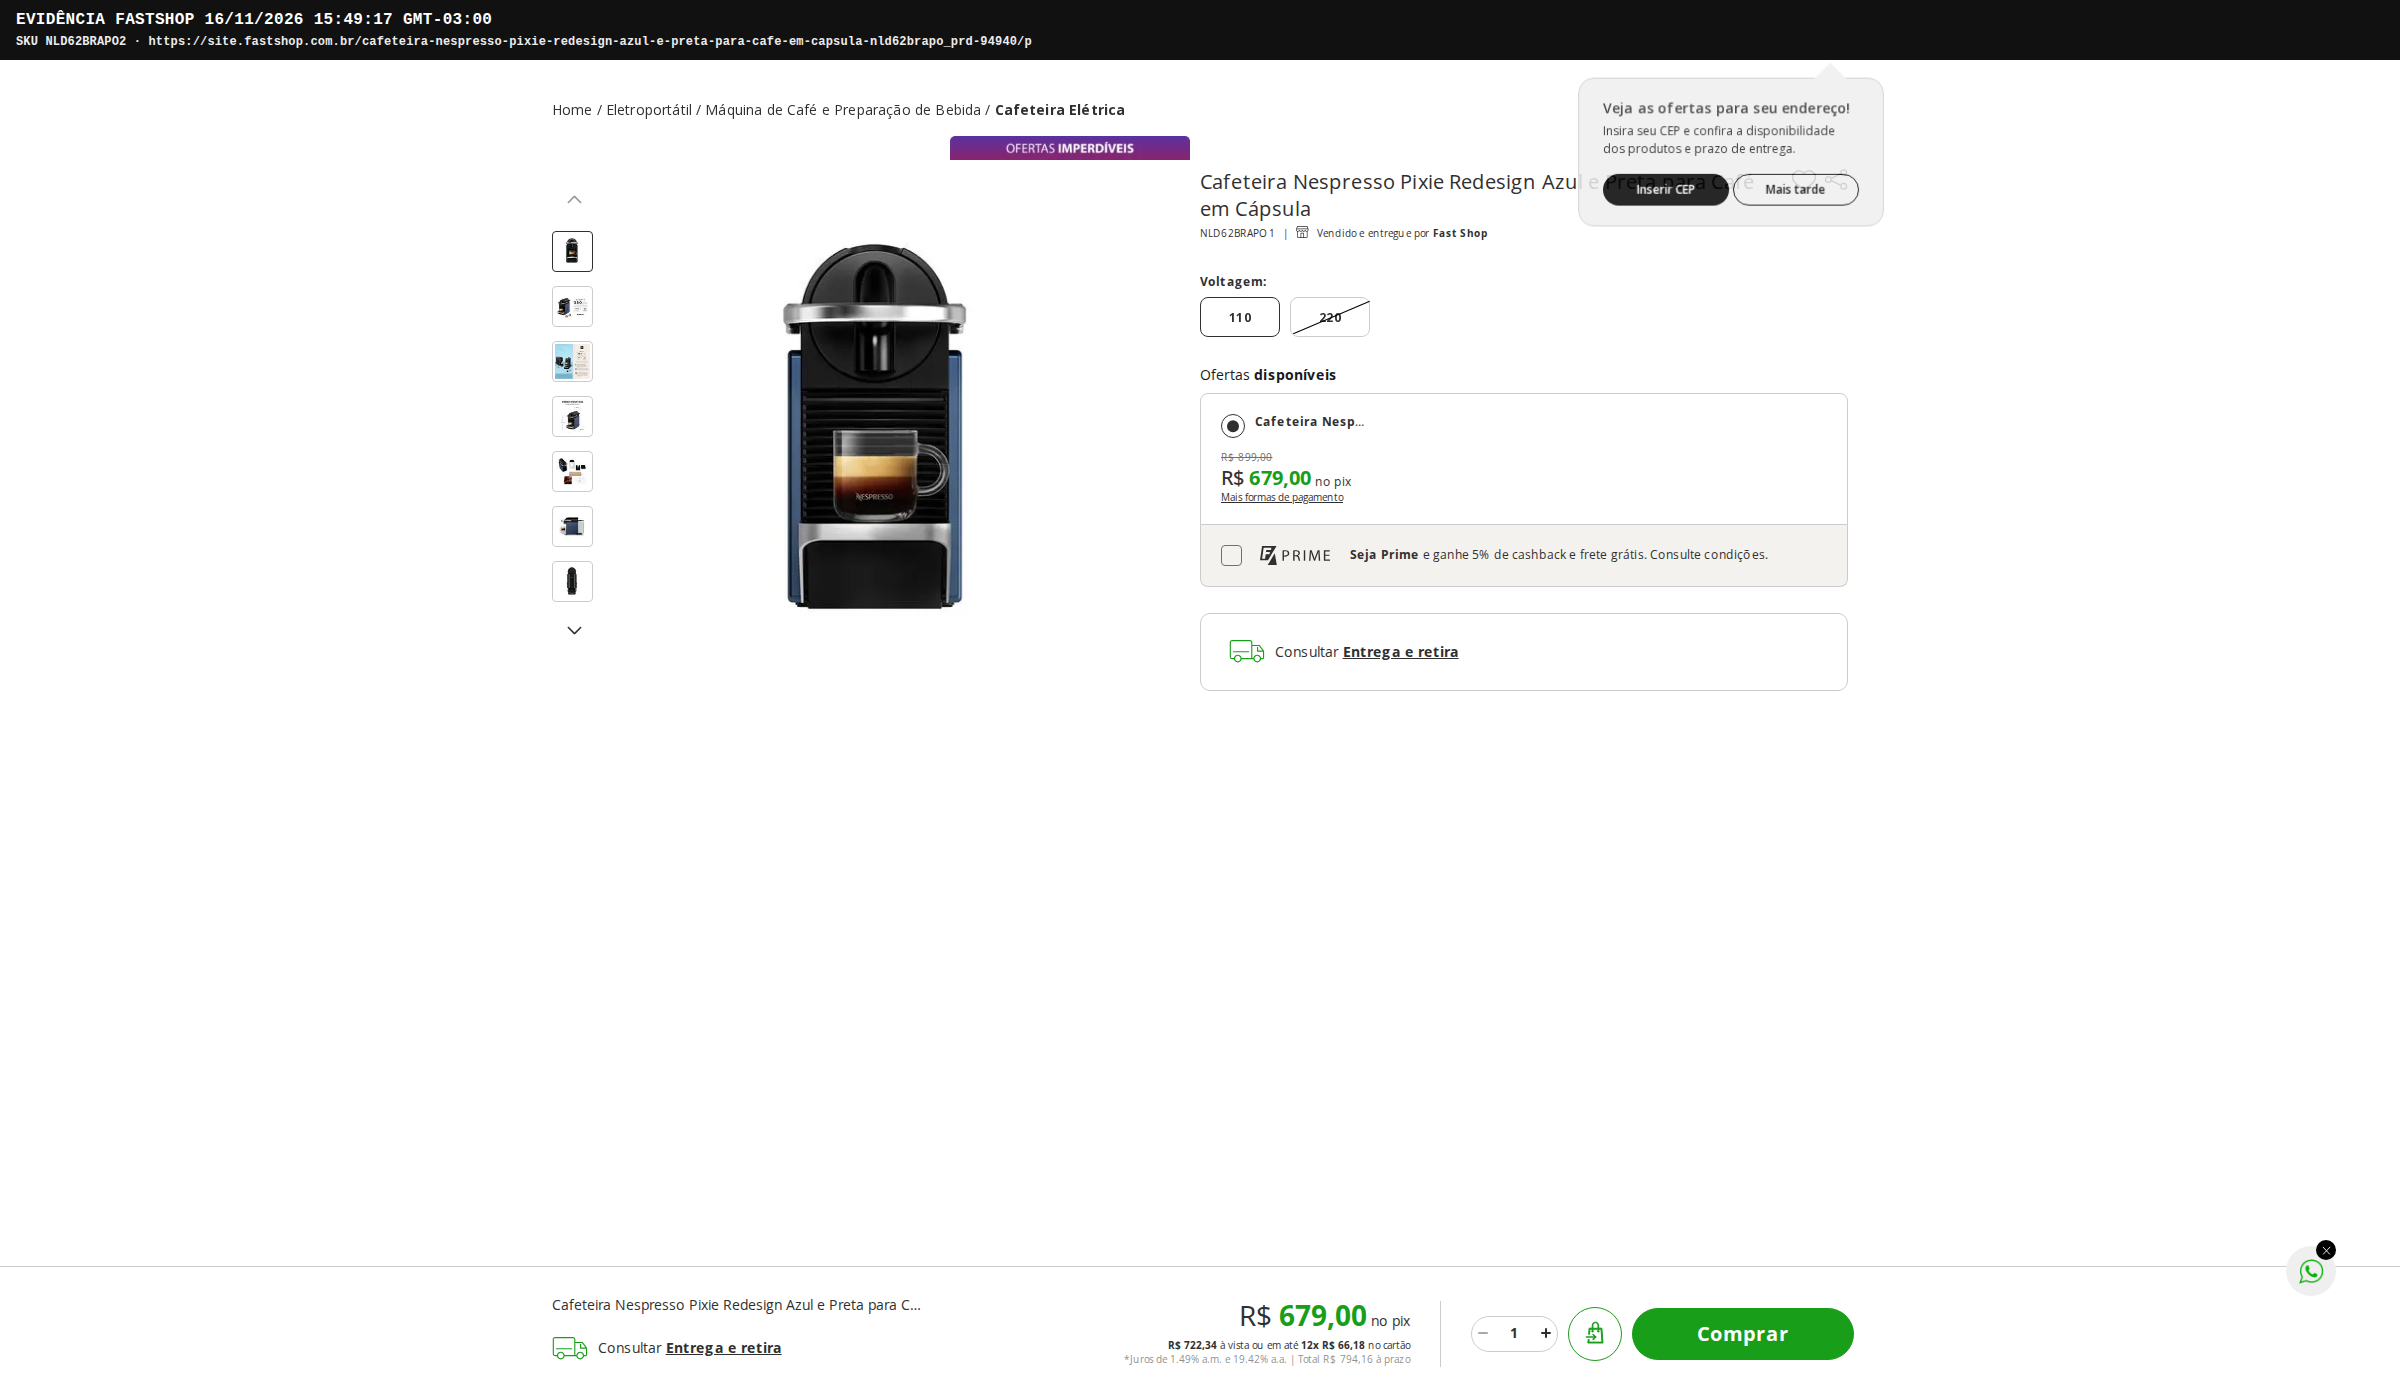 EVIDÊNCIA FASTSHOP 16/11/2026 15:49:17 GMT-03:00
SKU NLD62BRAPO2 · https://site.fastshop.com.br/cafeteira-nespresso-pixie-redesign-azul-e-preta-para-cafe-em-capsula-nld62brapo_prd-94940/p
Home / Eletroportátil / Máquina de Café e Preparação de Bebida / Cafeteira Elétrica
OFERTAS IMPERDÍVEIS
Veja as ofertas para seu endereço!
Insira seu CEP e confira a disponibilidade
dos produtos e prazo de entrega.
Inserir CEP
Mais tarde
Cafeteira Nespresso Pixie Redesign Azul e Preta para Café
em Cápsula
NLD62BRAPO1 | Vendido e entregue por Fast Shop
Voltagem:
110
220
Ofertas disponíveis
Cafeteira Nesp...
R$ 899,00
R$ 679,00 no pix
Mais formas de pagamento
PRIME Seja Prime e ganhe 5% de cashback e frete grátis. Consulte condições.
Consultar Entrega e retira
NESPRESSO
Cafeteira Nespresso Pixie Redesign Azul e Preta para C...
Consultar Entrega e retira
R$ 679,00 no pix
R$ 722,34 à vista ou em até 12x R$ 66,18 no cartão
*Juros de 1.49% a.m. e 19.42% a.a. | Total R$ 794,16 à prazo
1
Comprar